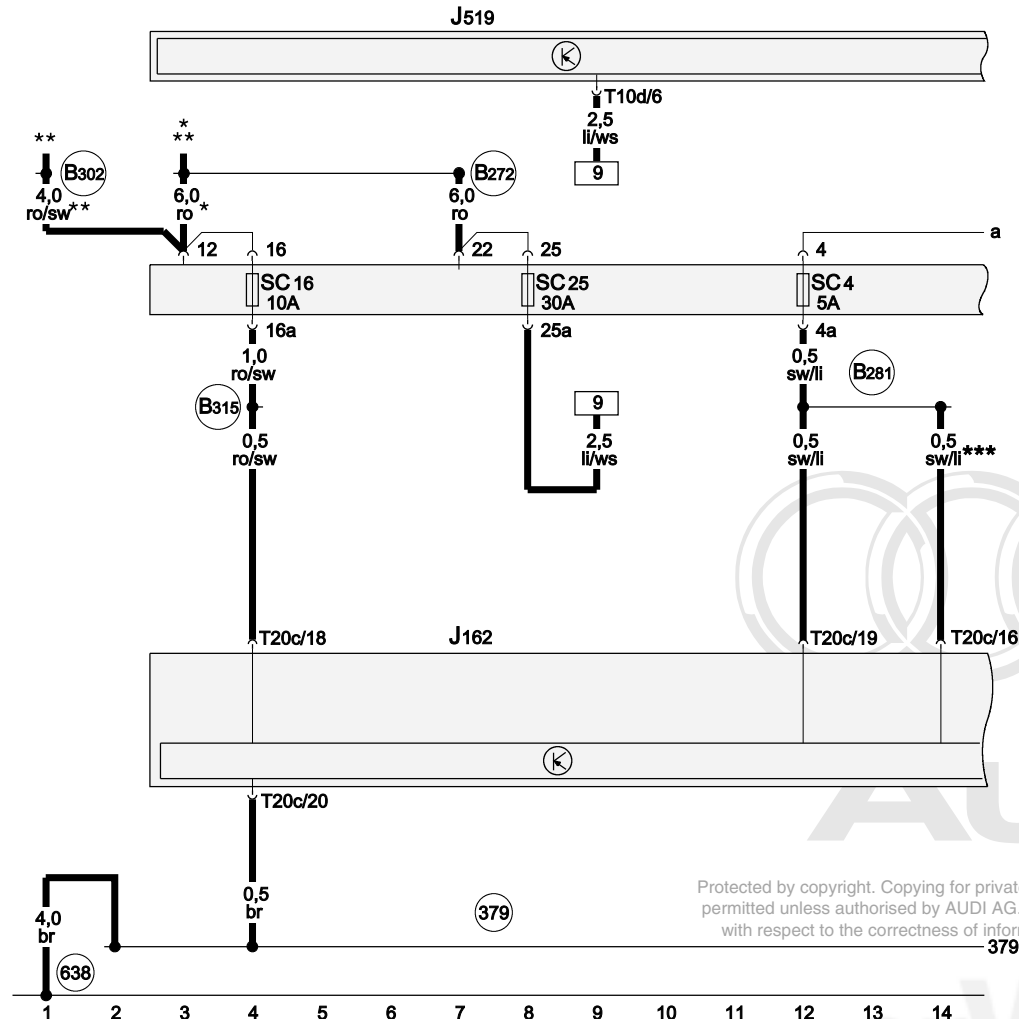 J519
T10d/6
2,5
li/ws
9
**
*
**
B302
B272
4,0
ro/sw**
6,0
ro *
6,0
ro
12
16
22
25
4
a
SC 16
10A
SC 25
30A
SC 4
5A
16a
25a
4a
1,0
ro/sw
0,5
sw/li
B281
B315
9
0,5
ro/sw
2,5
li/ws
0,5
sw/li
0,5
sw/li***
T20c/18
J162
T20c/19
T20c/16
T20c/20
Protected by copyright. Copying for privat
permitted unless authorised by AUDI AG.
with respect to the correctness of infor
0,5
br
379
4,0
br
379
638
1 2 3 4 5 6 7 8 9 10 11 12 13 14